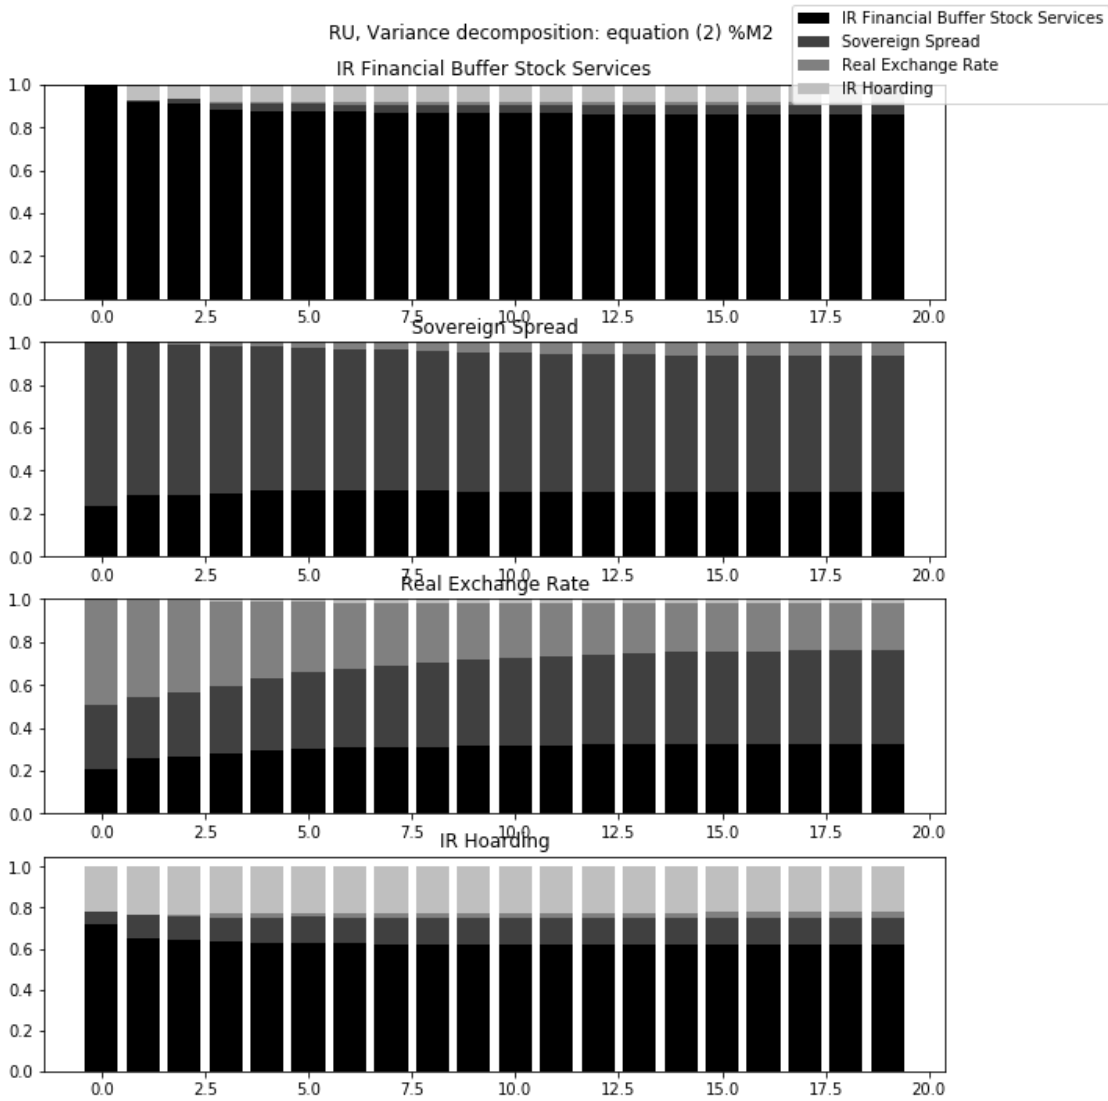 RU, Variance decomposition: equation (2) %M2
IR Financial Buffer Stock Services
Sovereign Spread
Real Exchange Rate
IR Hoarding
IR Financial Buffer Stock Services
1.0
0.8
0.6
0.4
0.2
0.0
0.0 2.5 5.0 7.5 10.0 12.5 15.0 17.5 20.0
Sovereign Spread
1.0
0.8
0.6
0.4
0.2
0.0
0.0 2.5 5.0 7.5 10.0 12.5 15.0 17.5 20.0
Real Exchange Rate
1.0
0.8
0.6
0.4
0.2
0.0
0.0 2.5 5.0 7.5 10.0 12.5 15.0 17.5 20.0
IR Hoarding
1.0
0.8
0.6
0.4
0.2
0.0
0.0 2.5 5.0 7.5 10.0 12.5 15.0 17.5 20.0